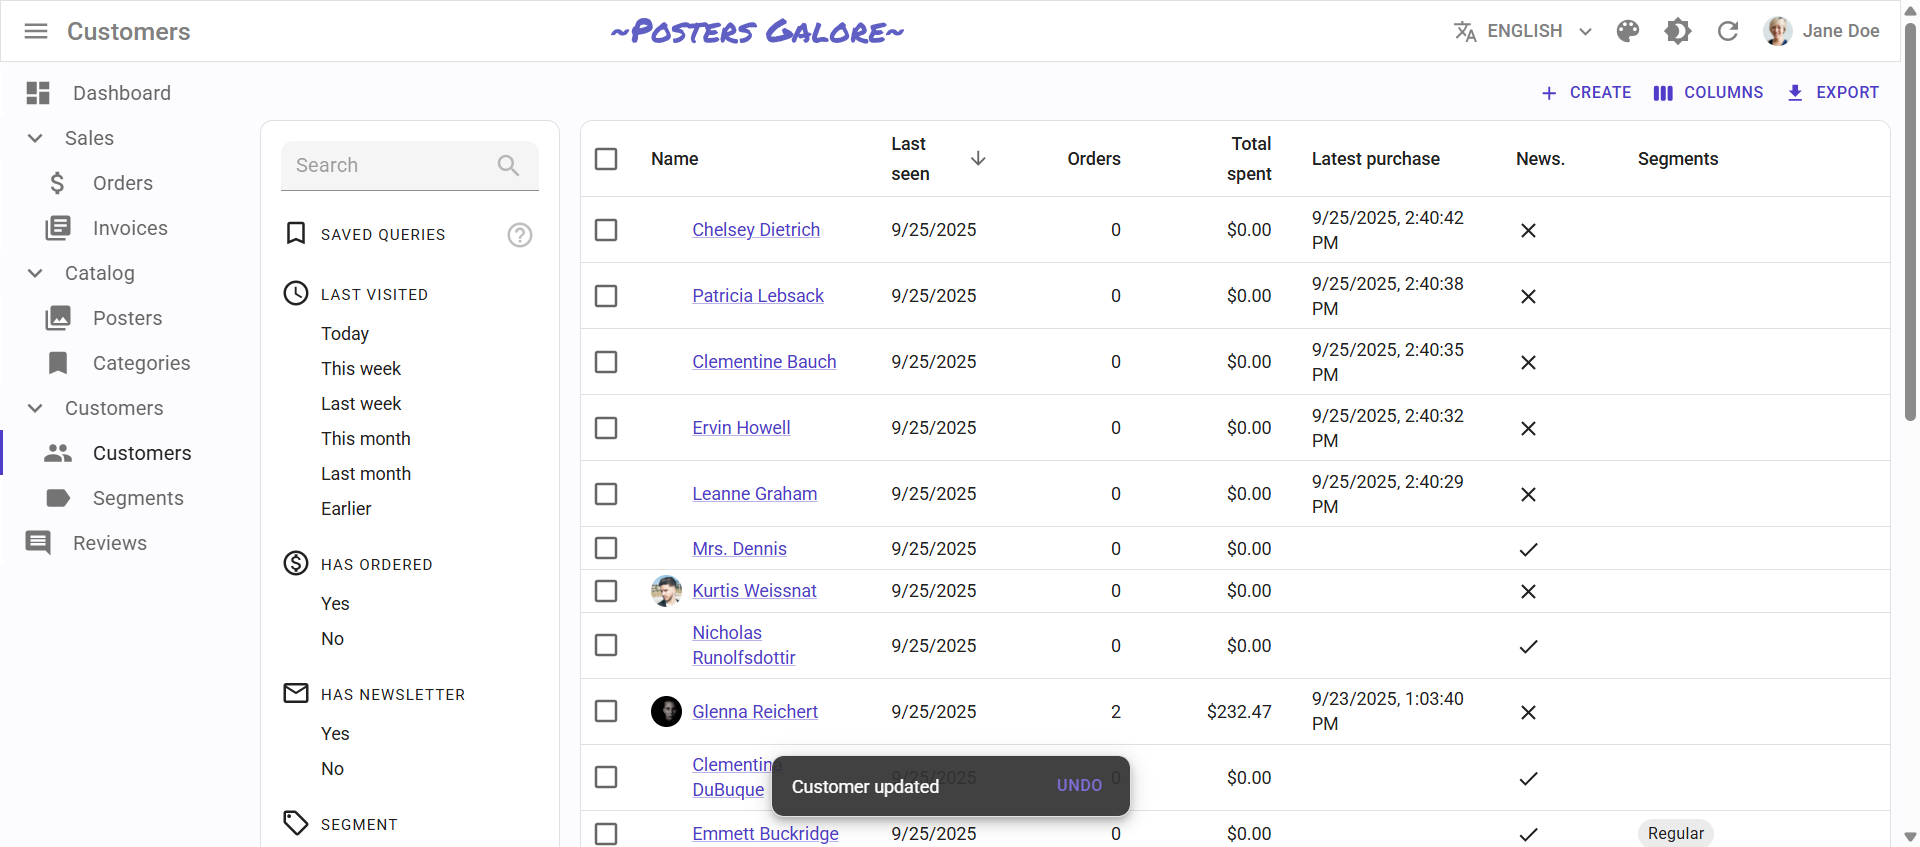 Customers
~Posters Galore~
ENGLISH
Jane Doe
Dashboard
Sales
Orders
Invoices
Catalog
Posters
Categories
Customers
Customers
Segments
Reviews
CREATE
COLUMNS
EXPORT
Search
SAVED QUERIES
?
LAST VISITED
Today
This week
Last week
This month
Last month
Earlier
HAS ORDERED
Yes
No
HAS NEWSLETTER
Yes
No
SEGMENT
Name
Last
seen
Orders
Total
spent
Latest purchase
News.
Segments
Chelsey Dietrich 9/25/2025 0 $0.00 9/25/2025, 2:40:42
PM
Patricia Lebsack 9/25/2025 0 $0.00 9/25/2025, 2:40:38
PM
Clementine Bauch 9/25/2025 0 $0.00 9/25/2025, 2:40:35
PM
Ervin Howell 9/25/2025 0 $0.00 9/25/2025, 2:40:32
PM
Leanne Graham 9/25/2025 0 $0.00 9/25/2025, 2:40:29
PM
Mrs. Dennis 9/25/2025 0 $0.00
Kurtis Weissnat 9/25/2025 0 $0.00
Nicholas
Runolfsdottir 9/25/2025 0 $0.00
Glenna Reichert 9/25/2025 2 $232.47 9/23/2025, 1:03:40
PM
Clementina
DuBuque 9/25/2025 0 $0.00
Customer updated UNDO
Emmett Buckridge 9/25/2025 0 $0.00 Regular